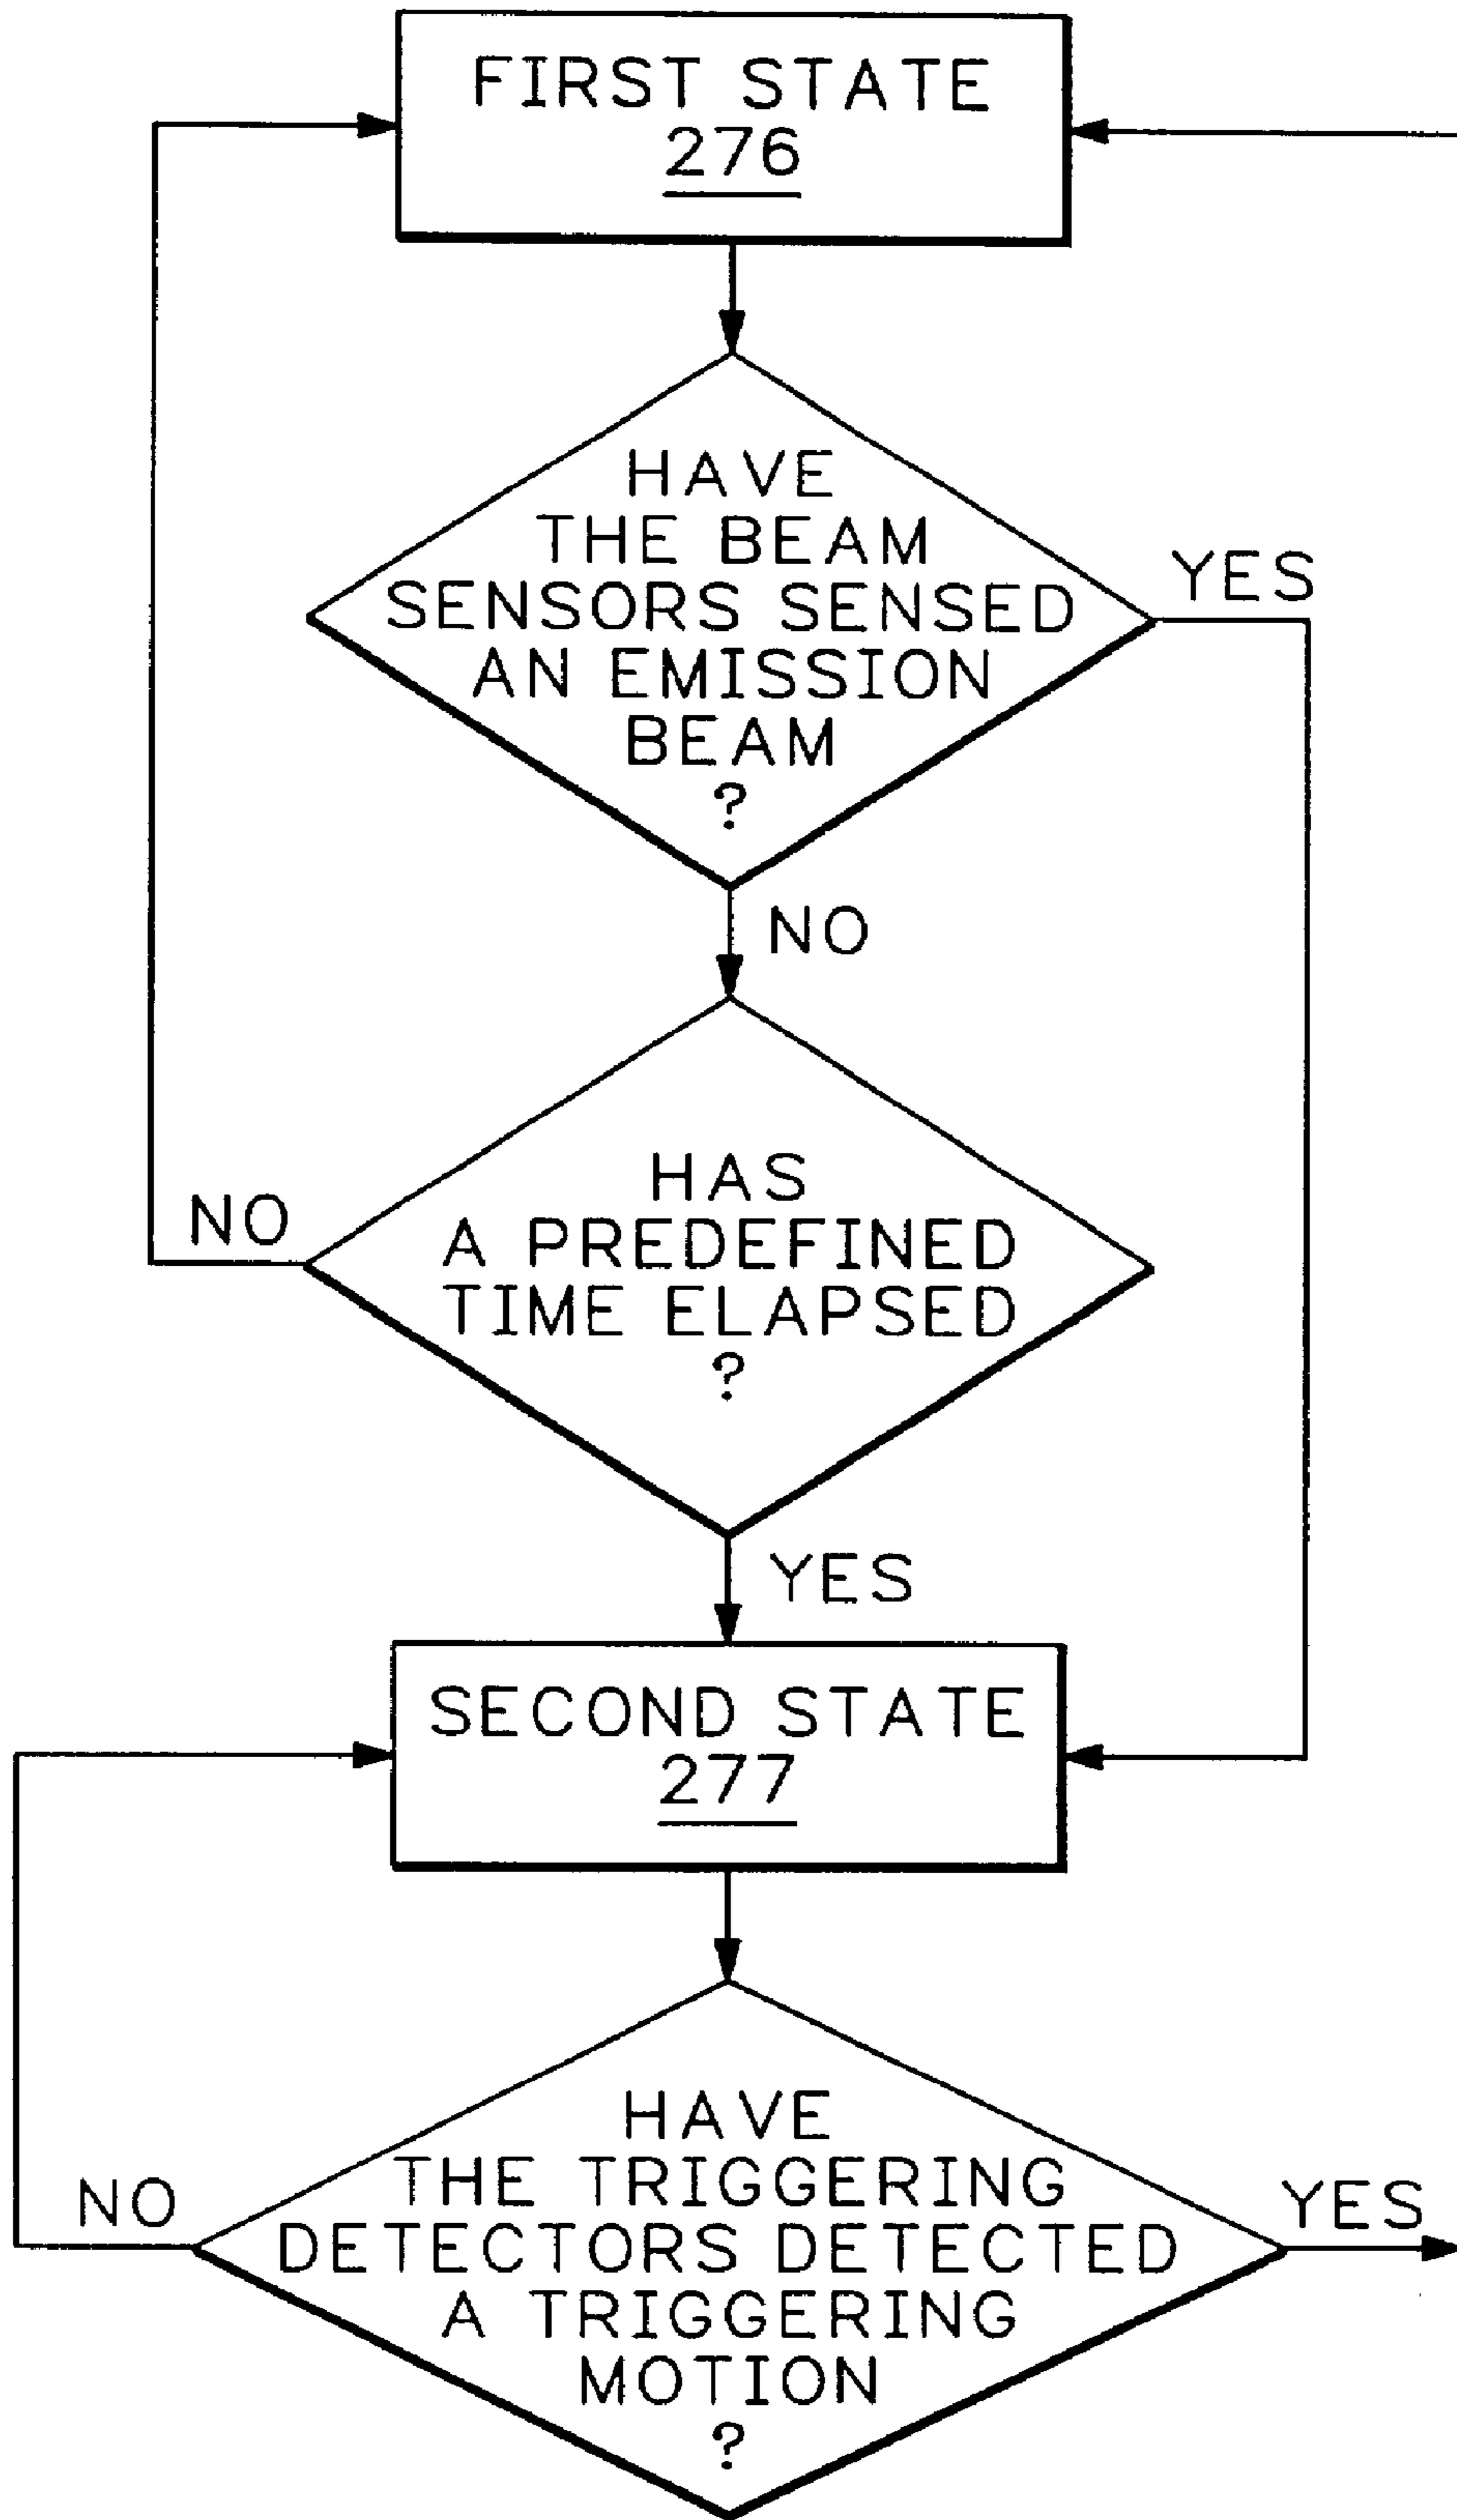 FIRST STATE
276
HAVE
THE BEAM
SENSORS SENSED
AN EMISSION
BEAM
?
YES
NO
HAS
A PREDEFINED
TIME ELAPSED
?
NO
YES
SECOND STATE
277
HAVE
THE TRIGGERING
DETECTORS DETECTED
A TRIGGERING
MOTION
?
NO
YES